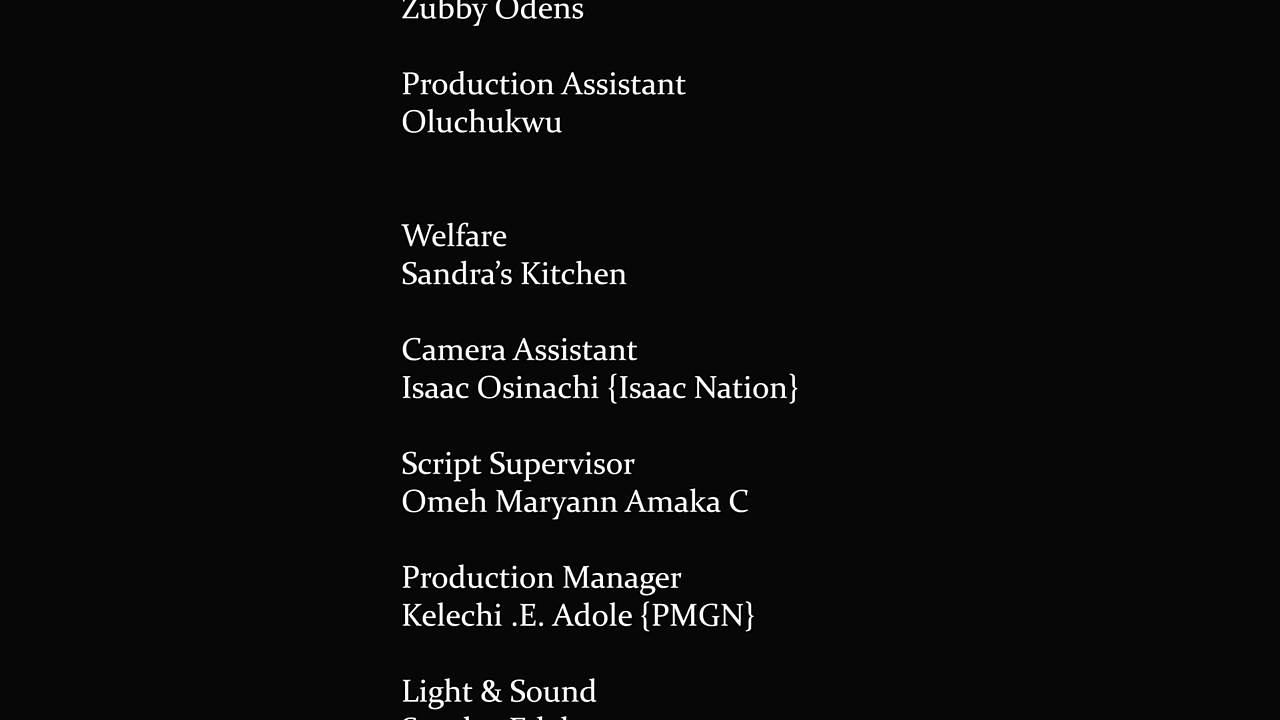 Zubby Odens
Production Assistant
Oluchukwu
Welfare
Sandra’s Kitchen
Camera Assistant
Isaac Osinachi {Isaac Nation}
Script Supervisor
Omeh Maryann Amaka C
Production Manager
Kelechi .E. Adole {PMGN}
Light & Sound